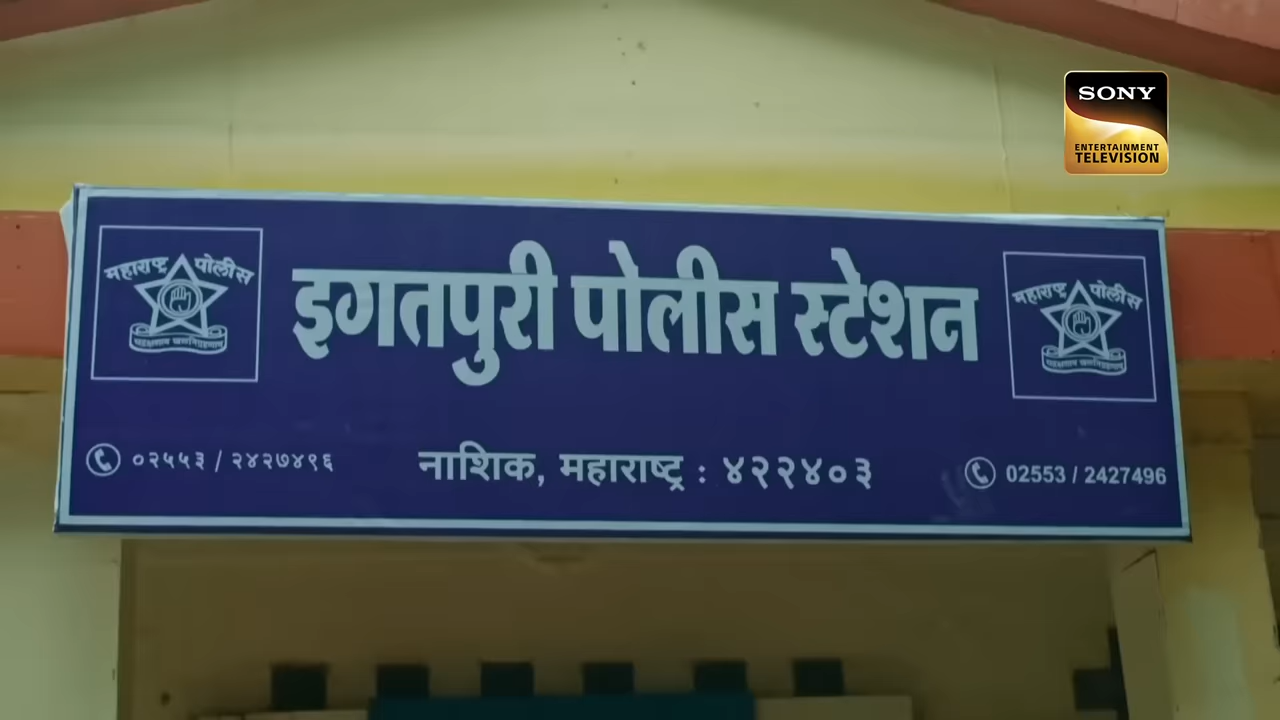 SONY
ENTERTAINMENT
TELEVISION
महाराष्ट्र पोलीस
इगतपुरी पोलीस स्टेशन
महाराष्ट्र पोलीस
०२५५३ / २४२७४९६
नाशिक, महाराष्ट्र : ४२२४०३
02553 / 2427496